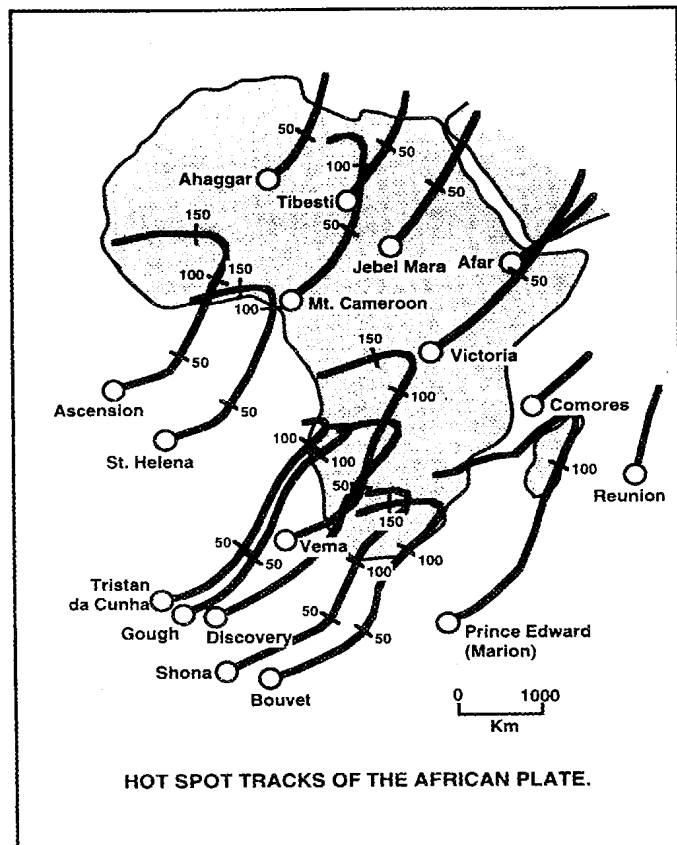 50
50
Ahaggar
100
Tibesti
50
50
150
Jebel Mara
Afar
50
100
150
100
Mt. Cameroon
50
Ascension
50
St. Helena
150
Victoria
100
Comores
100
Reunion
100
100
50
150
Vema
50
50
100
100
Tristan
da Cunha
Gough
Discovery
50
50
Shona
Bouvet
Prince Edward
(Marion)
0 1000
Km
HOT SPOT TRACKS OF THE AFRICAN PLATE.